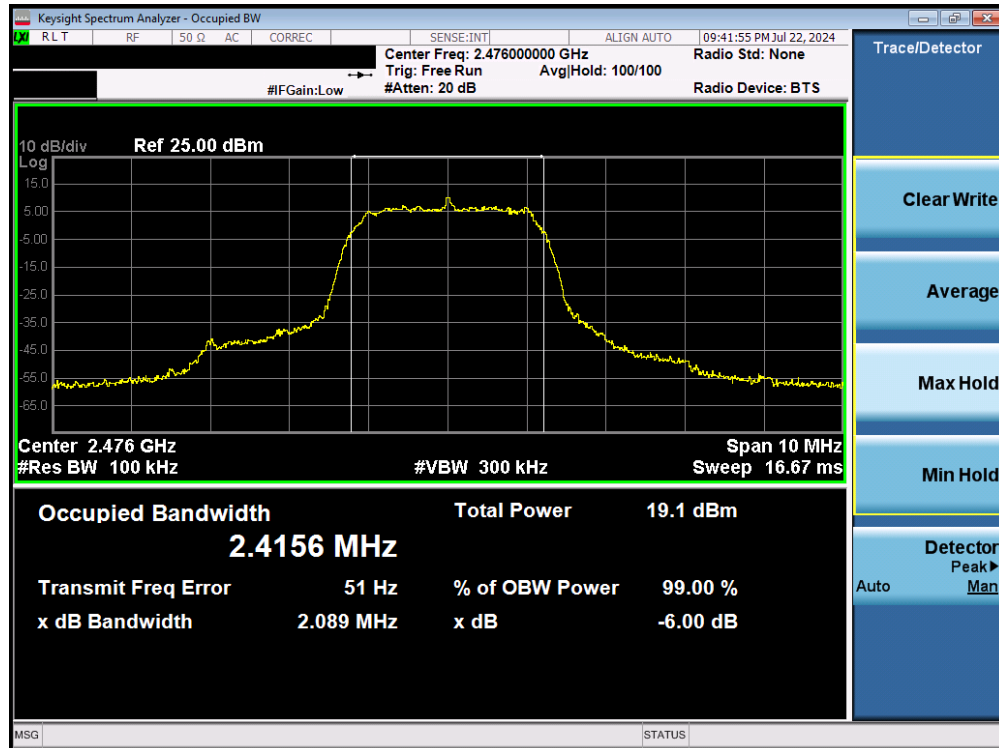 Keysight Spectrum Analyzer - Occupied BW
LXI RLT RF 50 Ω AC CORREC SENSE:INT ALIGN AUTO 09:41:55 PM Jul 22, 2024
Center Freq: 2.476000000 GHz Radio Std: None
Trig: Free Run Avg|Hold: 100/100
#IFGain:Low #Atten: 20 dB Radio Device: BTS
Trace/Detector
10 dB/div Ref 25.00 dBm
Log
15.0
5.00
-5.00
-15.0
-25.0
-35.0
-45.0
-55.0
-65.0
Center 2.476 GHz Span 10 MHz
#Res BW 100 kHz #VBW 300 kHz Sweep 16.67 ms
Occupied Bandwidth Total Power 19.1 dBm
2.4156 MHz
Transmit Freq Error 51 Hz % of OBW Power 99.00 %
x dB Bandwidth 2.089 MHz x dB -6.00 dB
Clear Write
Average
Max Hold
Min Hold
Detector
Peak▶
Auto Man
MSG STATUS